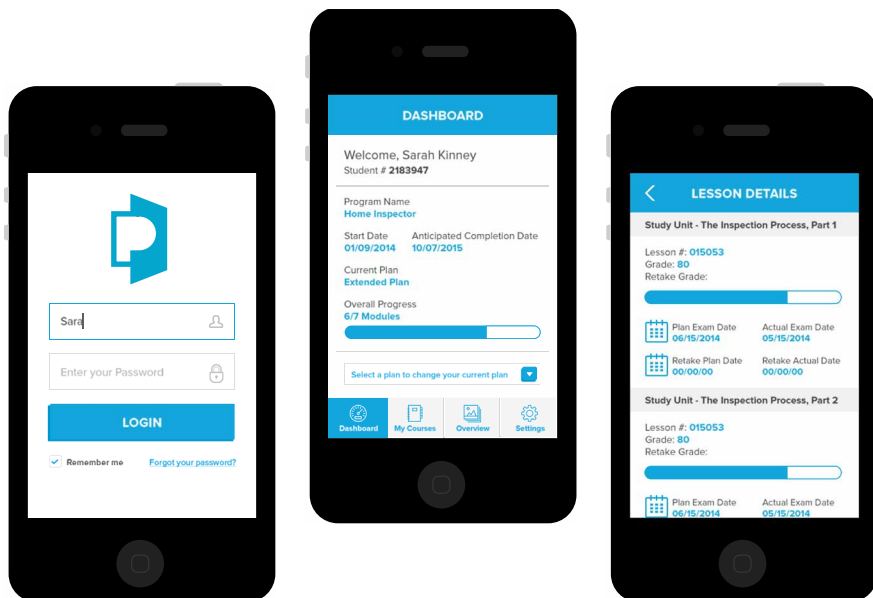 Sara
Enter your Password
LOGIN
Remember me Forgot your password?
DASHBOARD
Welcome, Sarah Kinney
Student # 2183947
Program Name
Home Inspector
Start Date Anticipated Completion Date
01/09/2014 10/07/2015
Current Plan
Extended Plan
Overall Progress
6/7 Modules
Select a plan to change your current plan
Dashboard My Courses Overview Settings
LESSON DETAILS
Study Unit - The Inspection Process, Part 1
Lesson #: 015053
Grade: 80
Retake Grade:
Plan Exam Date Actual Exam Date
06/15/2014 05/15/2014
Retake Plan Date Retake Actual Date
00/00/00 00/00/00
Study Unit - The Inspection Process, Part 2
Lesson #: 015053
Grade: 80
Retake Grade:
Plan Exam Date Actual Exam Date
06/15/2014 05/15/2014